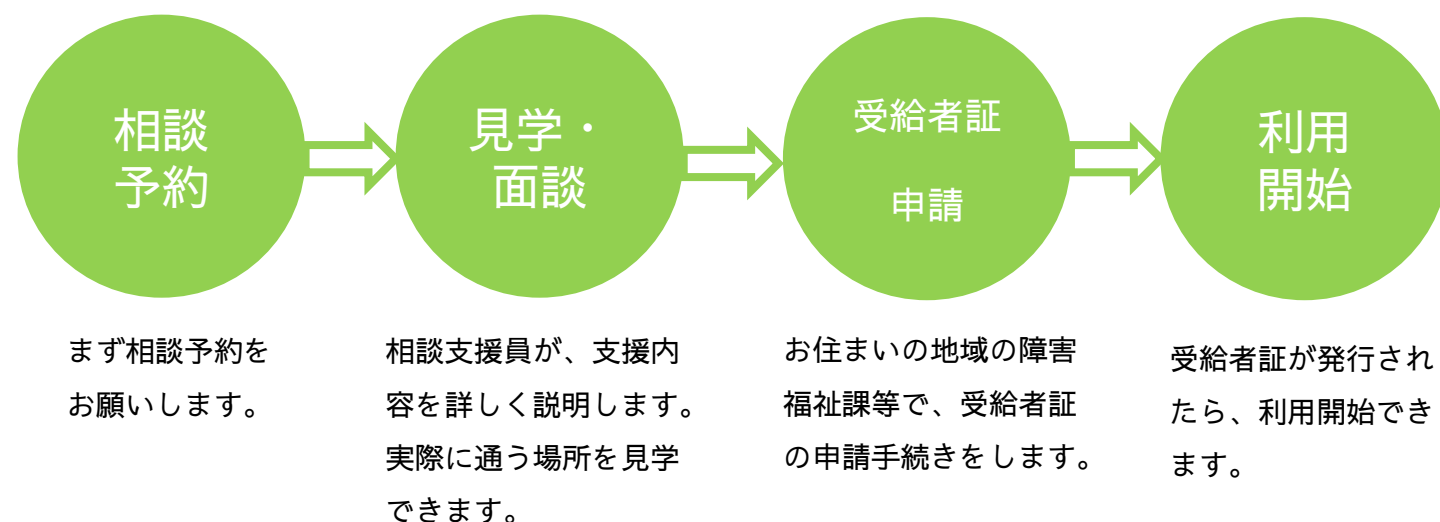 相談
予約
見学・
面談
受給者証
申請
利用
開始
まず相談予約を
お願いします。
相談支援員が、支援内
容を詳しく説明します。
実際に通う場所を見学
できます。
お住まいの地域の障害
福祉課等で、受給者証
の申請手続きをします。
受給者証が発行され
たら、利用開始でき
ます。